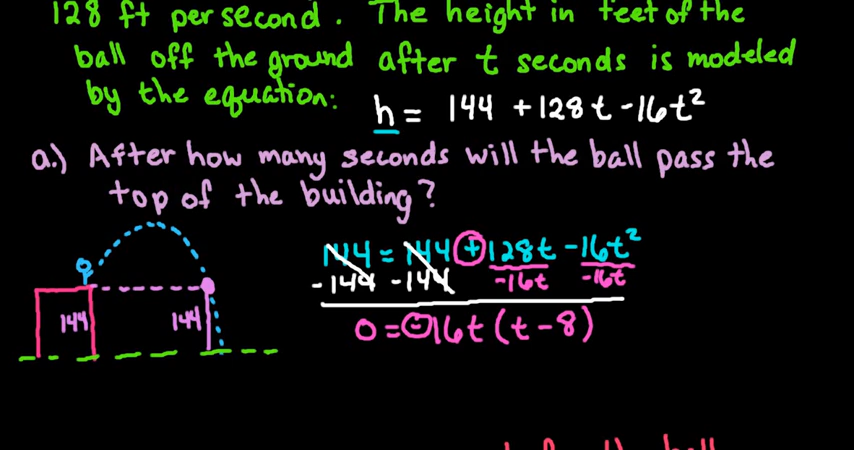 128 ft per second. The height in feet of the
ball off the ground after t seconds is modeled
by the equation: h = 144 + 128t - 16t²
a.) After how many seconds will the ball pass the
top of the building?
144 = 144 + 128t - 16t²
-144 -144 -16t -16t
144 144
0 = -16t (t - 8)
the ball